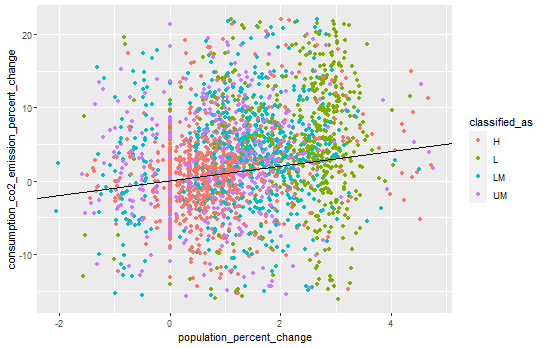 20
10
0
-10
-2
0
2
4
consumption_co2_emission_percent_change
population_percent_change
classified_as
H
L
LM
UM